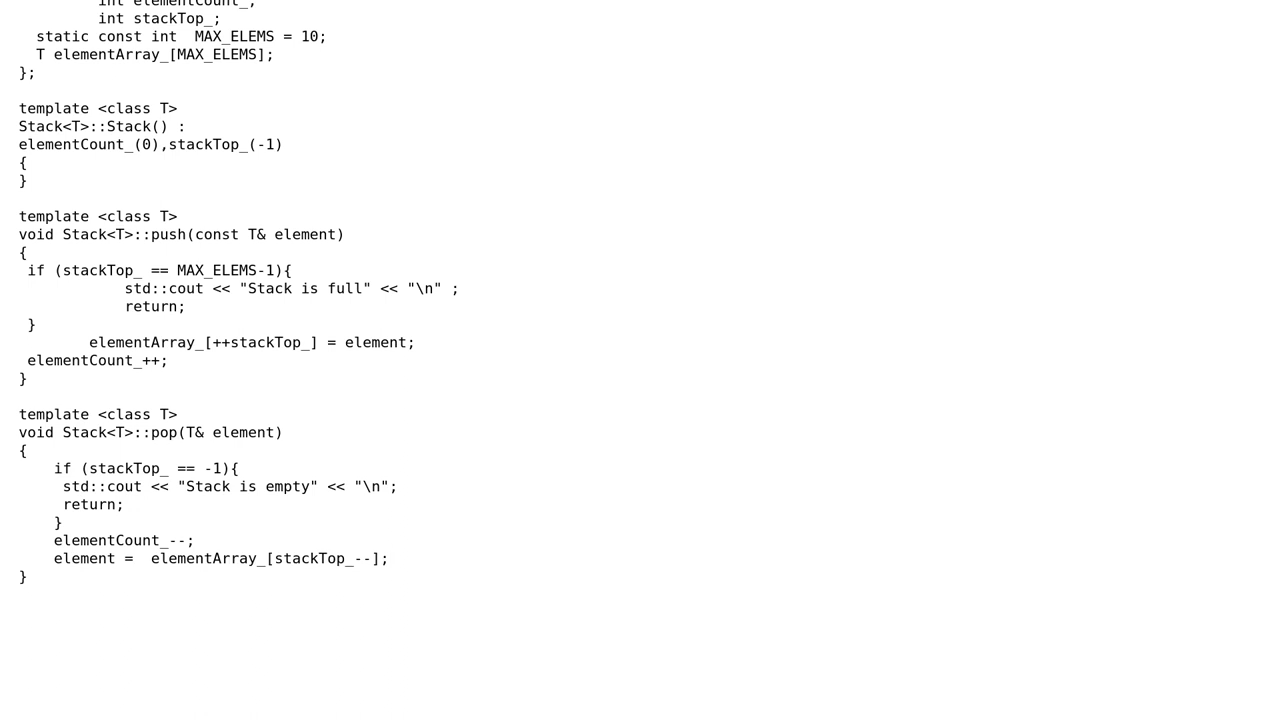 int elementCount_;
int stackTop_;
static const int  MAX_ELEMS = 10;
T elementArray_[MAX_ELEMS];
};
template <class T>
Stack<T>::Stack() :
elementCount_(0),stackTop_(-1)
{
}
template <class T>
void Stack<T>::push(const T& element)
{
if (stackTop_ == MAX_ELEMS-1){
std::cout << "Stack is full" << "\n" ;
return;
}
elementArray_[++stackTop_] = element;
elementCount_++;
}
template <class T>
void Stack<T>::pop(T& element)
{
if (stackTop_ == -1){
std::cout << "Stack is empty" << "\n";
return;
}
elementCount_--;
element =  elementArray_[stackTop_--];
}